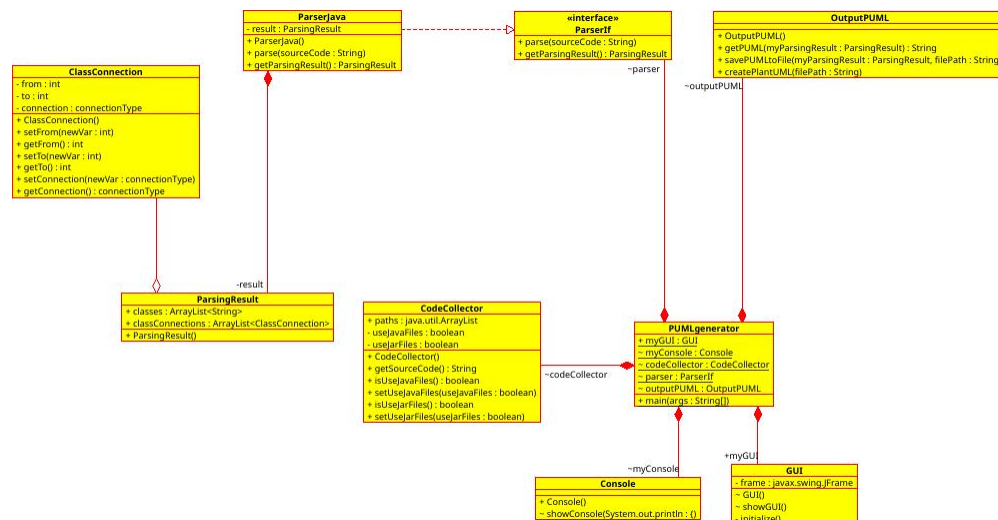 ParserJava
- result : ParsingResult
+ ParserJava()
+ parse(sourceCode : String)
+ getParsingResult() : ParsingResult
«interface»
ParserIf
+ parse(sourceCode : String)
+ getParsingResult() : ParsingResult
~parser
OutputPUML
+ OutputPUML()
+ getPUML(myParsingResult : ParsingResult) : String
+ savePUMLtoFile(myParsingResult : ParsingResult, filePath : String
+ createPlantUML(filePath : String)
~outputPUML
ClassConnection
- from : int
- to : int
- connection : connectionType
+ ClassConnection()
+ setFrom(newVar : int)
+ getFrom() : int
+ setTo(newVar : int)
+ getTo() : int
+ setConnection(newVar : connectionType)
+ getConnection() : connectionType
-result
ParsingResult
+ classes : ArrayList<String>
+ classConnections : ArrayList<ClassConnection>
+ ParsingResult()
CodeCollector
+ paths : java.util.ArrayList
- useJavaFiles : boolean
- useJarFiles : boolean
+ CodeCollector()
+ getSourceCode() : String
+ isUseJavaFiles() : boolean
+ setUseJavaFiles(useJavaFiles : boolean)
+ isUseJarFiles() : boolean
+ setUseJarFiles(useJarFiles : boolean)
~codeCollector
PUMLgenerator
+ myGUI : GUI
~ myConsole : Console
~ codeCollector : CodeCollector
~ parser : ParserIf
~ outputPUML : OutputPUML
+ main(args : String[])
~myConsole
+myGUI
Console
+ Console()
~ showConsole(System.out.println : {)
GUI
- frame : javax.swing.JFrame
~ GUI()
~ showGUI()
- initialize()